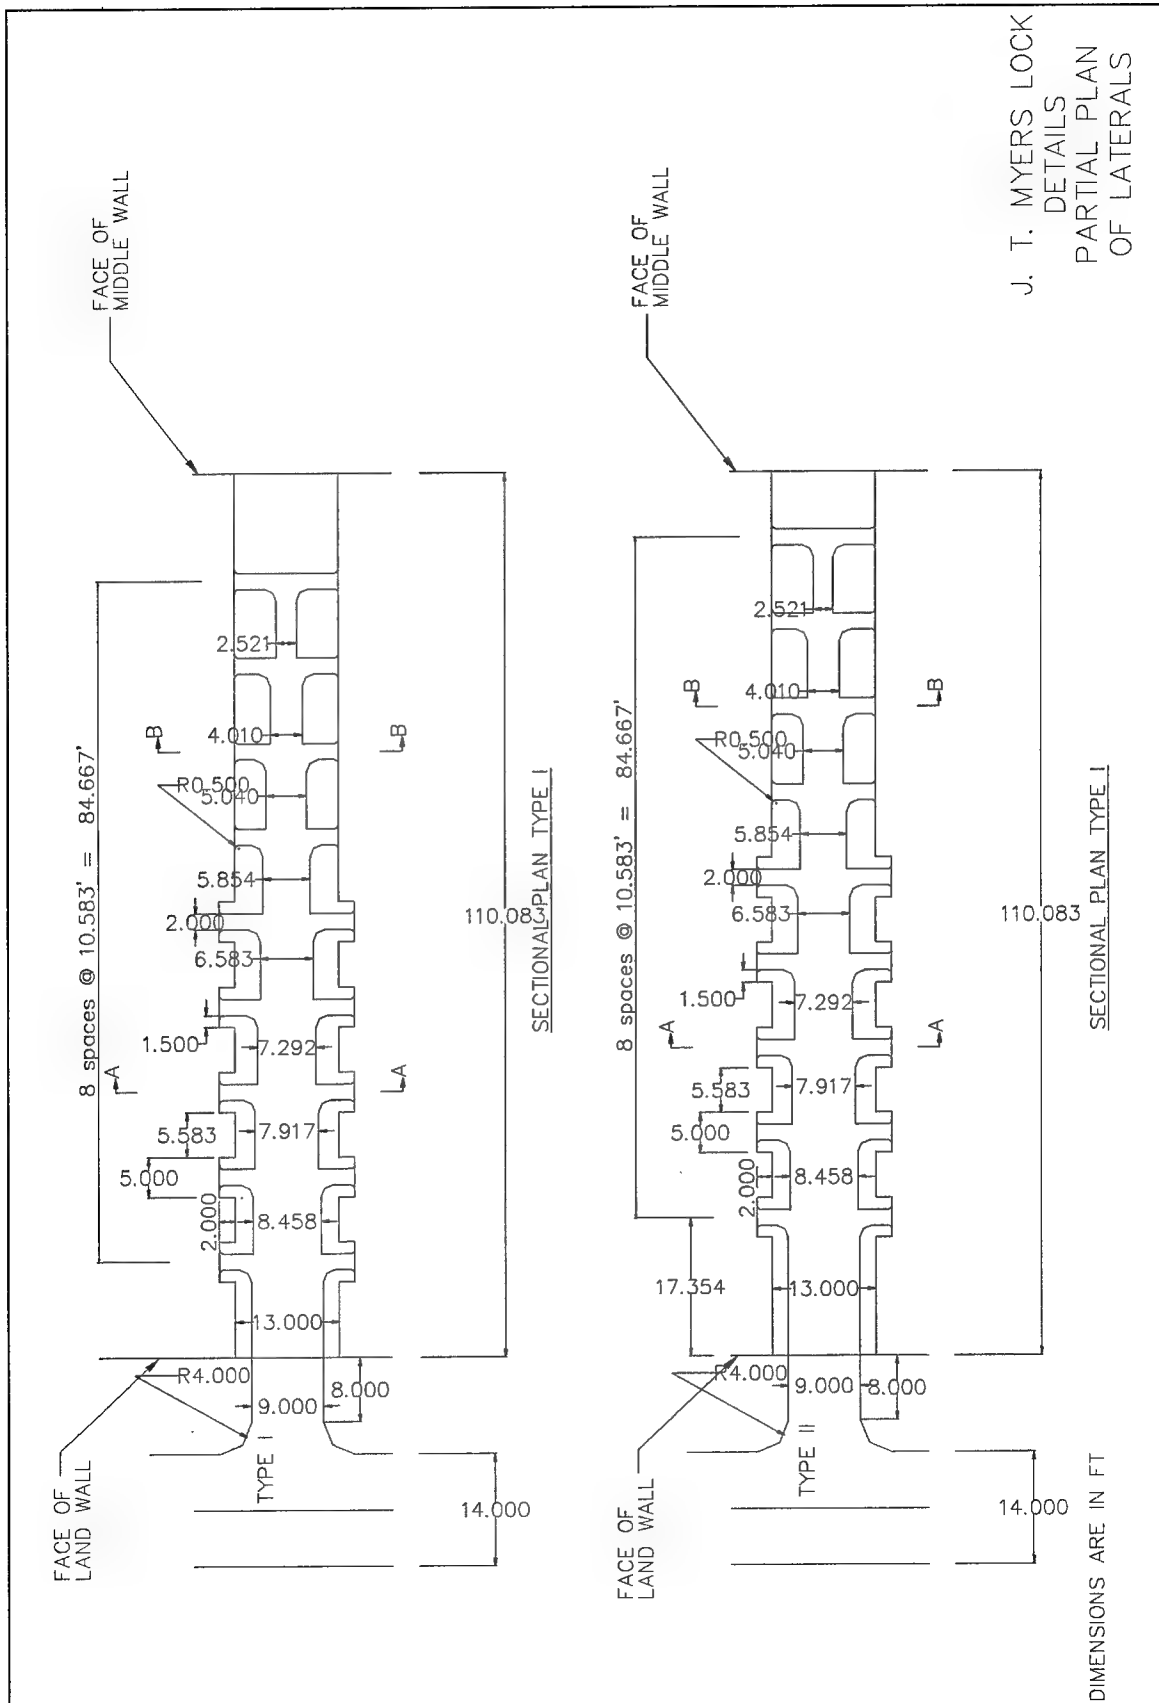 FACE OF
MIDDLE WALL
8 spaces @ 10.583' = 84.667'
2.521
4.010
B
B
R0.500
5.040
5.854
2.000
6.583
1.500
7.292
A
A
5.583
7.917
5.000
2.000
8.458
13.000
110.083
SECTIONAL PLAN TYPE I
R4.000
9.000
8.000
FACE OF
LAND WALL
TYPE I
14.000
FACE OF
MIDDLE WALL
8 spaces @ 10.583' = 84.667'
2.521
4.010
B
B
R0.500
5.040
5.854
2.000
6.583
1.500
7.292
A
A
5.583
7.917
5.000
2.000
8.458
17.354
13.000
110.083
SECTIONAL PLAN TYPE I
R4.000
9.000
8.000
FACE OF
LAND WALL
TYPE II
14.000
DIMENSIONS ARE IN FT
J. T. MYERS LOCK
DETAILS
PARTIAL PLAN
OF LATERALS